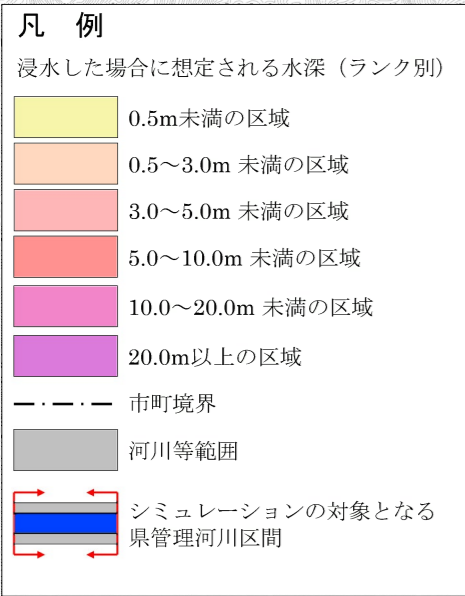 凡　例
浸水した場合に想定される水深（ランク別）
0.5m未満の区域
0.5～3.0m 未満の区域
3.0～5.0m 未満の区域
5.0～10.0m 未満の区域
10.0～20.0m 未満の区域
20.0m以上の区域
市町境界
河川等範囲
シミュレーションの対象となる
県管理河川区間